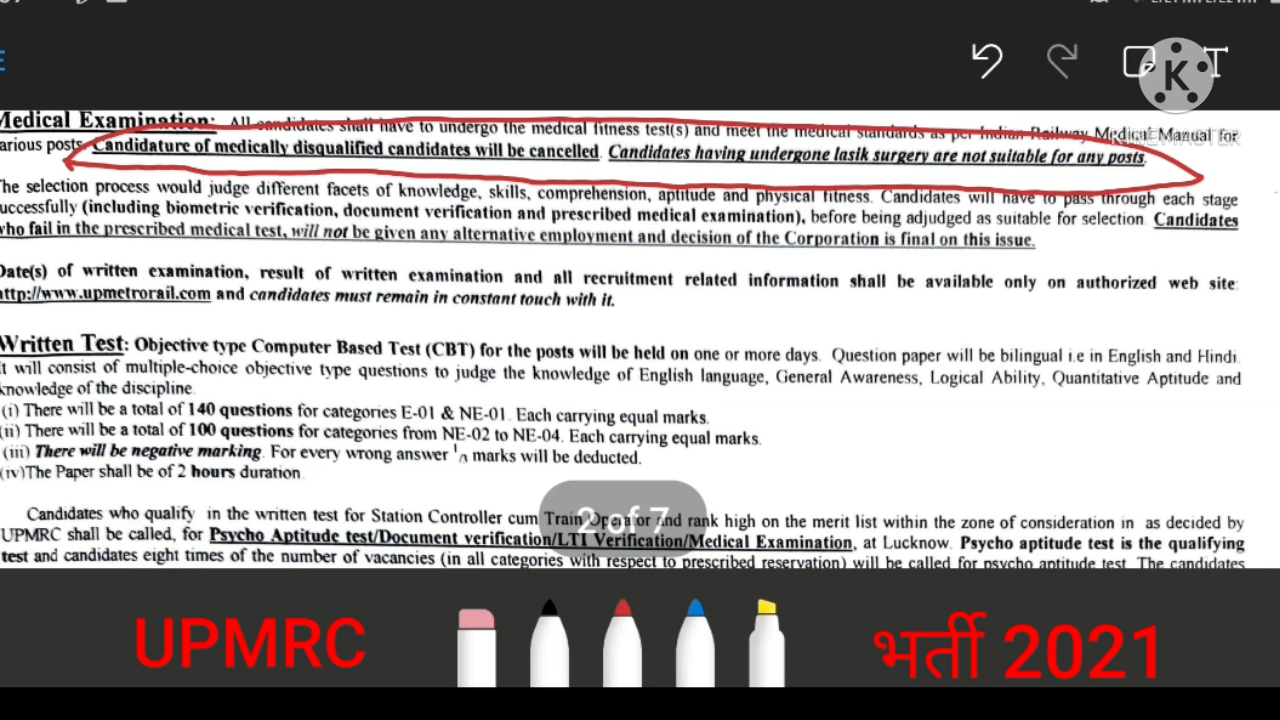 K
T
KINEMASTER
Medical Examination: All candidates shall have to undergo the medical fitness test(s) and meet the medical standards as per Indian Railway Medical Manual for
arious posts. Candidature of medically disqualified candidates will be cancelled. Candidates having undergone lasik surgery are not suitable for any posts.
The selection process would judge different facets of knowledge, skills, comprehension, aptitude and physical fitness. Candidates will have to pass through each stage
uccessfully (including biometric verification, document verification and prescribed medical examination), before being adjudged as suitable for selection. Candidates
who fail in the prescribed medical test, will not be given any alternative employment and decision of the Corporation is final on this issue.
Date(s) of written examination, result of written examination and all recruitment related information shall be available only on authorized web site:
http://www.upmetrorail.com and candidates must remain in constant touch with it.
Written Test: Objective type Computer Based Test (CBT) for the posts will be held on one or more days. Question paper will be bilingual i.e in English and Hindi.
It will consist of multiple-choice objective type questions to judge the knowledge of English language, General Awareness, Logical Ability, Quantitative Aptitude and
knowledge of the discipline.
(i) There will be a total of 140 questions for categories E-01 & NE-01. Each carrying equal marks.
(ii) There will be a total of 100 questions for categories from NE-02 to NE-04. Each carrying equal marks.
(iii) There will be negative marking. For every wrong answer 1/3 marks will be deducted.
(iv)The Paper shall be of 2 hours duration.
2 of 7
Candidates who qualify in the written test for Station Controller cum Train Operator and rank high on the merit list within the zone of consideration in as decided by
UPMRC shall be called, for Psycho Aptitude test/Document verification/LTI Verification/Medical Examination, at Lucknow. Psycho aptitude test is the qualifying
test and candidates eight times of the number of vacancies (in all categories with respect to prescribed reservation) will be called for psycho aptitude test. The candidates
UPMRC
भर्ती 2021